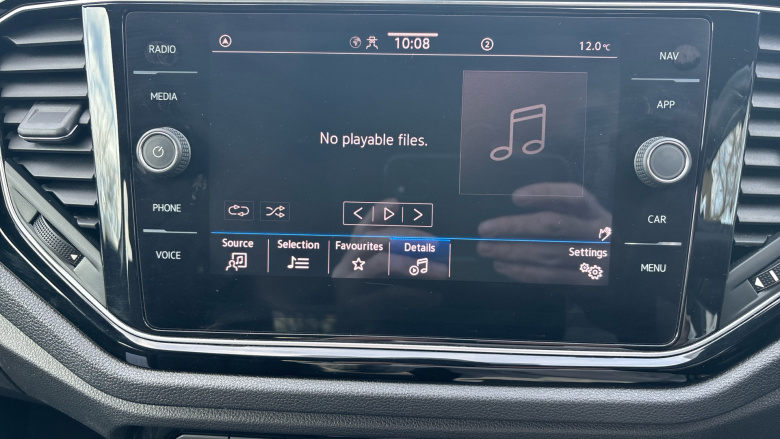 RADIO
10:08
2
12.0°C
NAV
MEDIA
APP
No playable files.
PHONE
CAR
VOICE
Source
Selection
Favourites
Details
Settings
MENU